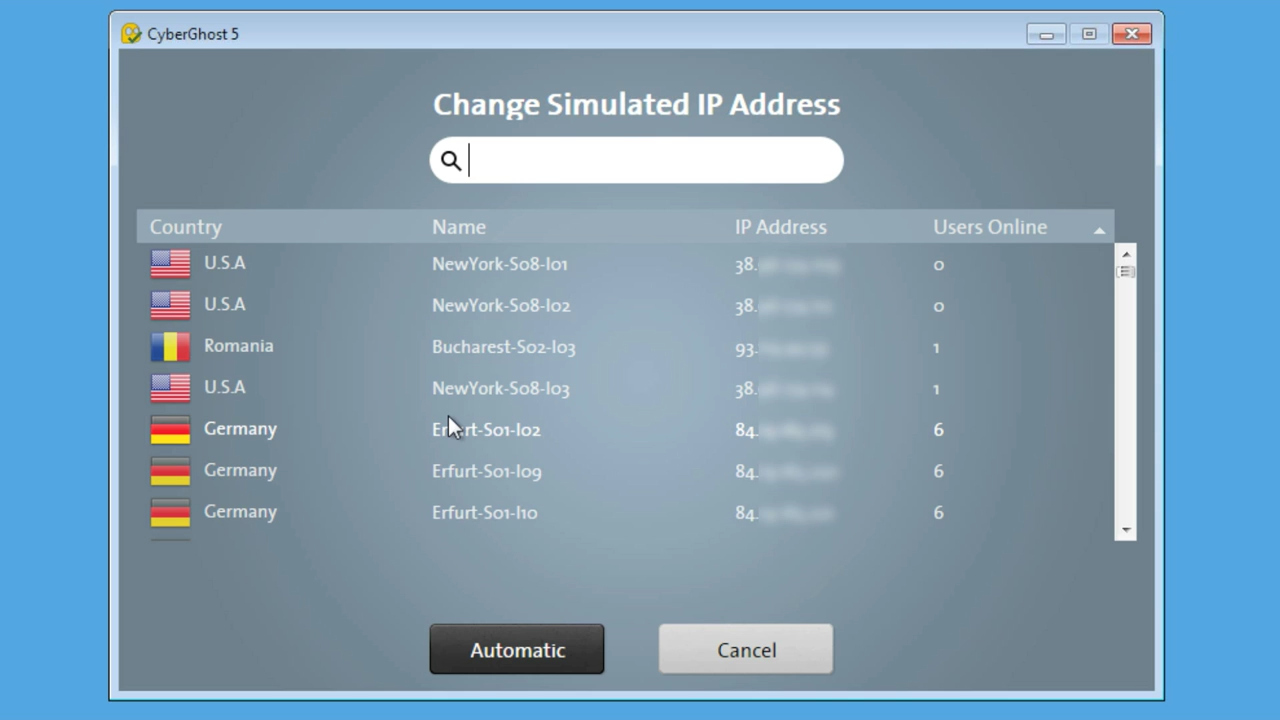 CyberGhost 5
Change Simulated IP Address
Country Name IP Address Users Online
U.S.A NewYork-S08-I01 38. 0
U.S.A NewYork-S08-I02 38. 0
Romania Bucharest-S02-I03 93. 1
U.S.A NewYork-S08-I03 38. 1
Germany Erfurt-S01-I02 84. 6
Germany Erfurt-S01-I09 84. 6
Germany Erfurt-S01-I10 84. 6
Automatic Cancel